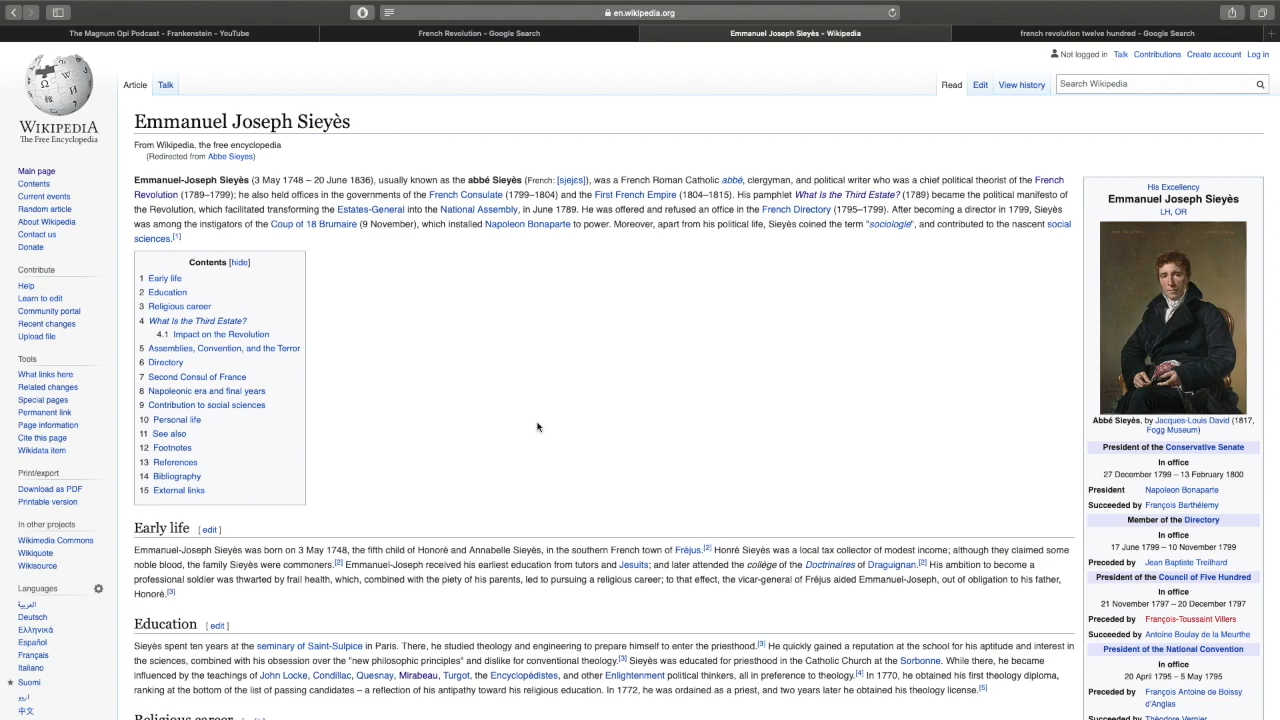 en.wikipedia.org
The Magnum Opi Podcast - Frankenstein - YouTube
French Revolution - Google Search
Emmanuel Joseph Sieyès - Wikipedia
french revolution twelve hundred - Google Search
Not logged in Talk Contributions Create account Log in
Article Talk
Read Edit View history
Search Wikipedia
WIKIPEDIA
The Free Encyclopedia
Main page
Contents
Current events
Random article
About Wikipedia
Contact us
Donate
Contribute
Help
Learn to edit
Community portal
Recent changes
Upload file
Tools
What links here
Related changes
Special pages
Permanent link
Page information
Cite this page
Wikidata item
Print/export
Download as PDF
Printable version
In other projects
Wikimedia Commons
Wikiquote
Wikisource
Languages
العربية
Deutsch
Ελληνικά
Español
Français
Italiano
Suomi
اردو
中文
Emmanuel Joseph Sieyès
From Wikipedia, the free encyclopedia
(Redirected from Abbe Sieyes)
Emmanuel-Joseph Sieyès (3 May 1748 – 20 June 1836), usually known as the abbé Sieyès (French: [sjejɛs]), was a French Roman Catholic abbé, clergyman, and political writer who was a chief political theorist of the French
Revolution (1789–1799); he also held offices in the governments of the French Consulate (1799–1804) and the First French Empire (1804–1815). His pamphlet What Is the Third Estate? (1789) became the political manifesto of
the Revolution, which facilitated transforming the Estates-General into the National Assembly, in June 1789. He was offered and refused an office in the French Directory (1795–1799). After becoming a director in 1799, Sieyès
was among the instigators of the Coup of 18 Brumaire (9 November), which installed Napoleon Bonaparte to power. Moreover, apart from his political life, Sieyès coined the term "sociologie", and contributed to the nascent social
sciences.[1]
Contents [hide]
1 Early life
2 Education
3 Religious career
4 What Is the Third Estate?
4.1 Impact on the Revolution
5 Assemblies, Convention, and the Terror
6 Directory
7 Second Consul of France
8 Napoleonic era and final years
9 Contribution to social sciences
10 Personal life
11 See also
12 Footnotes
13 References
14 Bibliography
15 External links
Early life [ edit ]
Emmanuel-Joseph Sieyès was born on 3 May 1748, the fifth child of Honoré and Annabelle Sieyès, in the southern French town of Fréjus.[2] Honré Sieyès was a local tax collector of modest income; although they claimed some
noble blood, the family Sieyès were commoners.[2] Emmanuel-Joseph received his earliest education from tutors and Jesuits; and later attended the collège of the Doctrinaires of Draguignan.[2] His ambition to become a
professional soldier was thwarted by frail health, which, combined with the piety of his parents, led to pursuing a religious career; to that effect, the vicar-general of Fréjus aided Emmanuel-Joseph, out of obligation to his father,
Honoré.[3]
Education [ edit ]
Sieyès spent ten years at the seminary of Saint-Sulpice in Paris. There, he studied theology and engineering to prepare himself to enter the priesthood.[3] He quickly gained a reputation at the school for his aptitude and interest in
the sciences, combined with his obsession over the "new philosophic principles" and dislike for conventional theology.[3] Sieyès was educated for priesthood in the Catholic Church at the Sorbonne. While there, he became
influenced by the teachings of John Locke, Condillac, Quesnay, Mirabeau, Turgot, the Encyclopédistes, and other Enlightenment political thinkers, all in preference to theology.[4] In 1770, he obtained his first theology diploma,
ranking at the bottom of the list of passing candidates – a reflection of his antipathy toward his religious education. In 1772, he was ordained as a priest, and two years later he obtained his theology license.[5]
Religious career
His Excellency
Emmanuel Joseph Sieyès
LH, OR
Abbé Sieyès, by Jacques-Louis David (1817,
Fogg Museum)
President of the Conservative Senate
In office
27 December 1799 – 13 February 1800
President Napoleon Bonaparte
Succeeded by François Barthélemy
Member of the Directory
In office
17 June 1799 – 10 November 1799
Preceded by Jean Baptiste Treilhard
President of the Council of Five Hundred
In office
21 November 1797 – 20 December 1797
Preceded by François-Toussaint Villers
Succeeded by Antoine Boulay de la Meurthe
President of the National Convention
In office
20 April 1795 – 5 May 1795
Preceded by François Antoine de Boissy
d'Anglas
Succeeded by Théodore Vernier